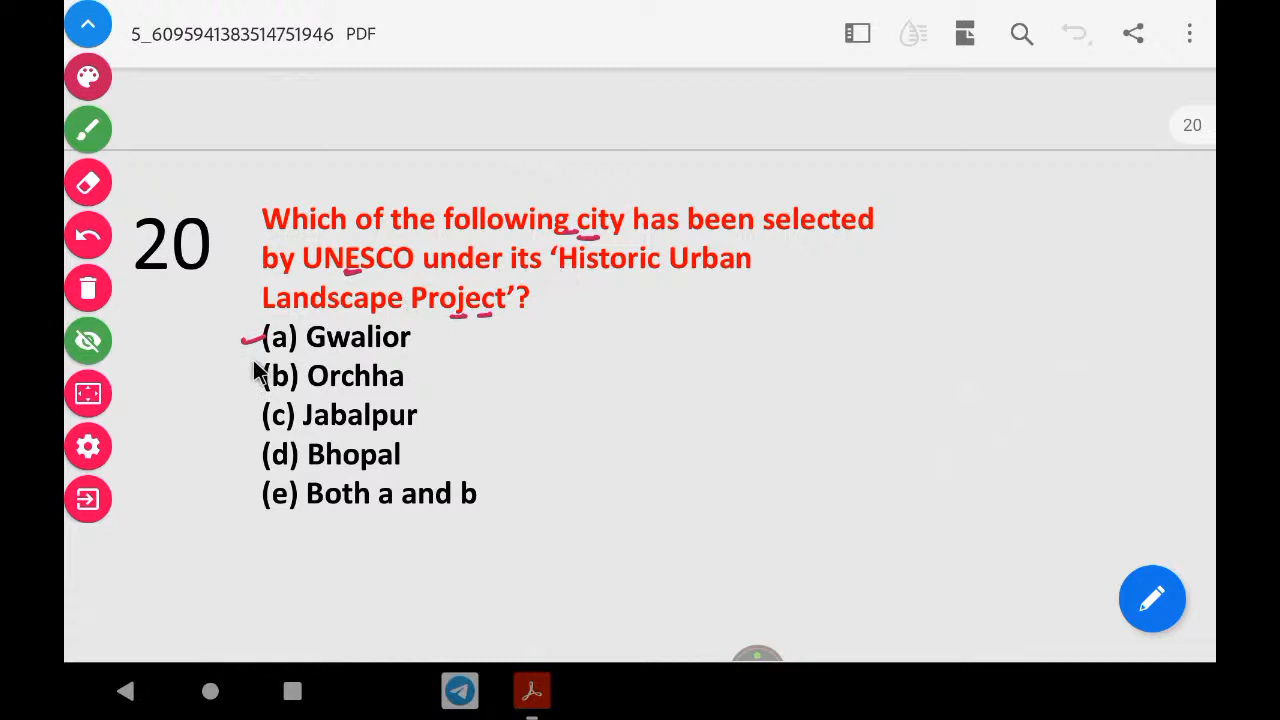 5_6095941383514751946 PDF
20
20
Which of the following city has been selected
by UNESCO under its ‘Historic Urban
Landscape Project’?
(a) Gwalior
(b) Orchha
(c) Jabalpur
(d) Bhopal
(e) Both a and b